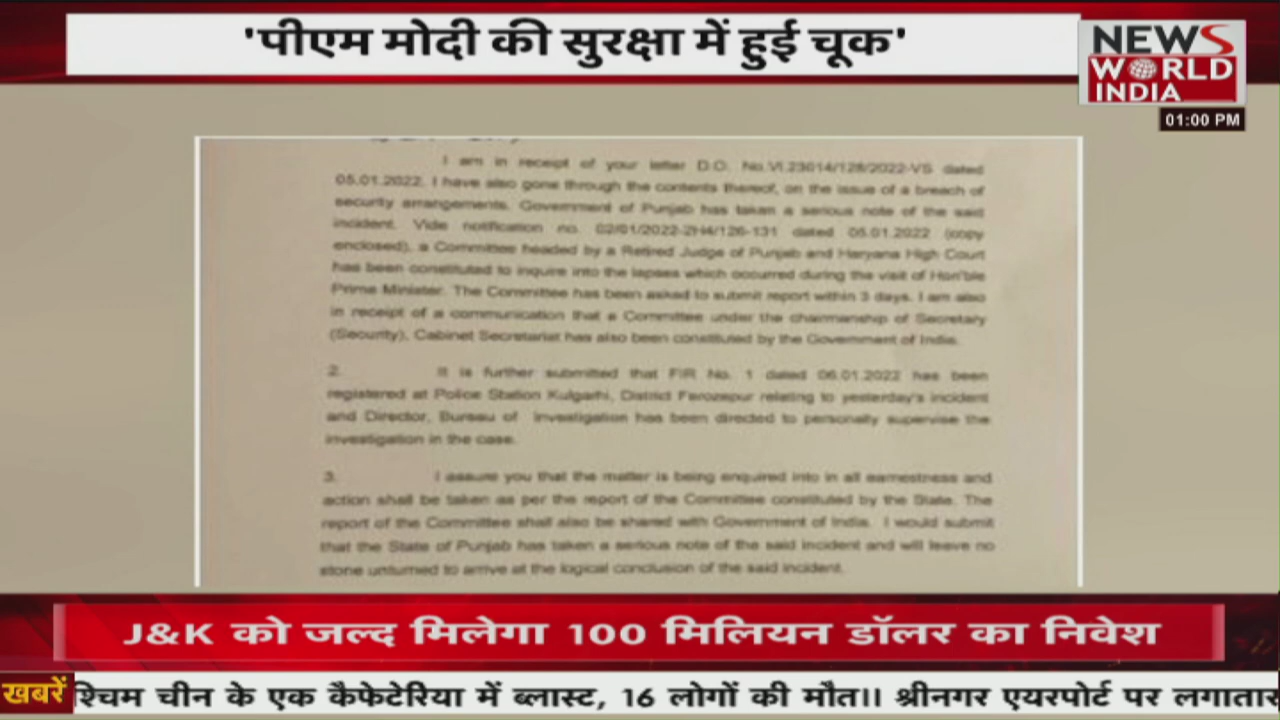 'पीएम मोदी की सुरक्षा में हुई चूक'
NEWS
WORLD
INDIA
01:00 PM
I am in receipt of your letter D.O. No.VI.23014/128/2022-VS dated
05.01.2022. I have also gone through the contents thereof, on the issue of a breach of
security arrangements. Government of Punjab has taken a serious note of the said
incident. Vide notification no. 02/01/2022-2H4/126-131 dated 05.01.2022 (copy
enclosed), a Committee headed by a Retired Judge of Punjab and Haryana High Court
has been constituted to inquire into the lapses which occurred during the visit of Hon'ble
Prime Minister. The Committee has been asked to submit report within 3 days. I am also
in receipt of a communication that a Committee under the chairmanship of Secretary
(Security), Cabinet Secretariat has also been constituted by the Government of India.
2. It is further submitted that FIR No. 1 dated 06.01.2022 has been
registered at Police Station Kulgarhi, District Ferozepur relating to yesterday's incident
and Director, Bureau of Investigation has been directed to personally supervise the
investigation in the case.
3. I assure you that the matter is being enquired into in all earnestness and
action shall be taken as per the report of the Committee constituted by the State. The
report of the Committee shall also be shared with Government of India. I would submit
that the State of Punjab has taken a serious note of the said incident and will leave no
stone unturned to arrive at the logical conclusion of the said incident.
J&K को जल्द मिलेगा 100 मिलियन डॉलर का निवेश
खबरें श्चिम चीन के एक कैफेटेरिया में ब्लास्ट, 16 लोगों की मौत।। श्रीनगर एयरपोर्ट पर लगातार